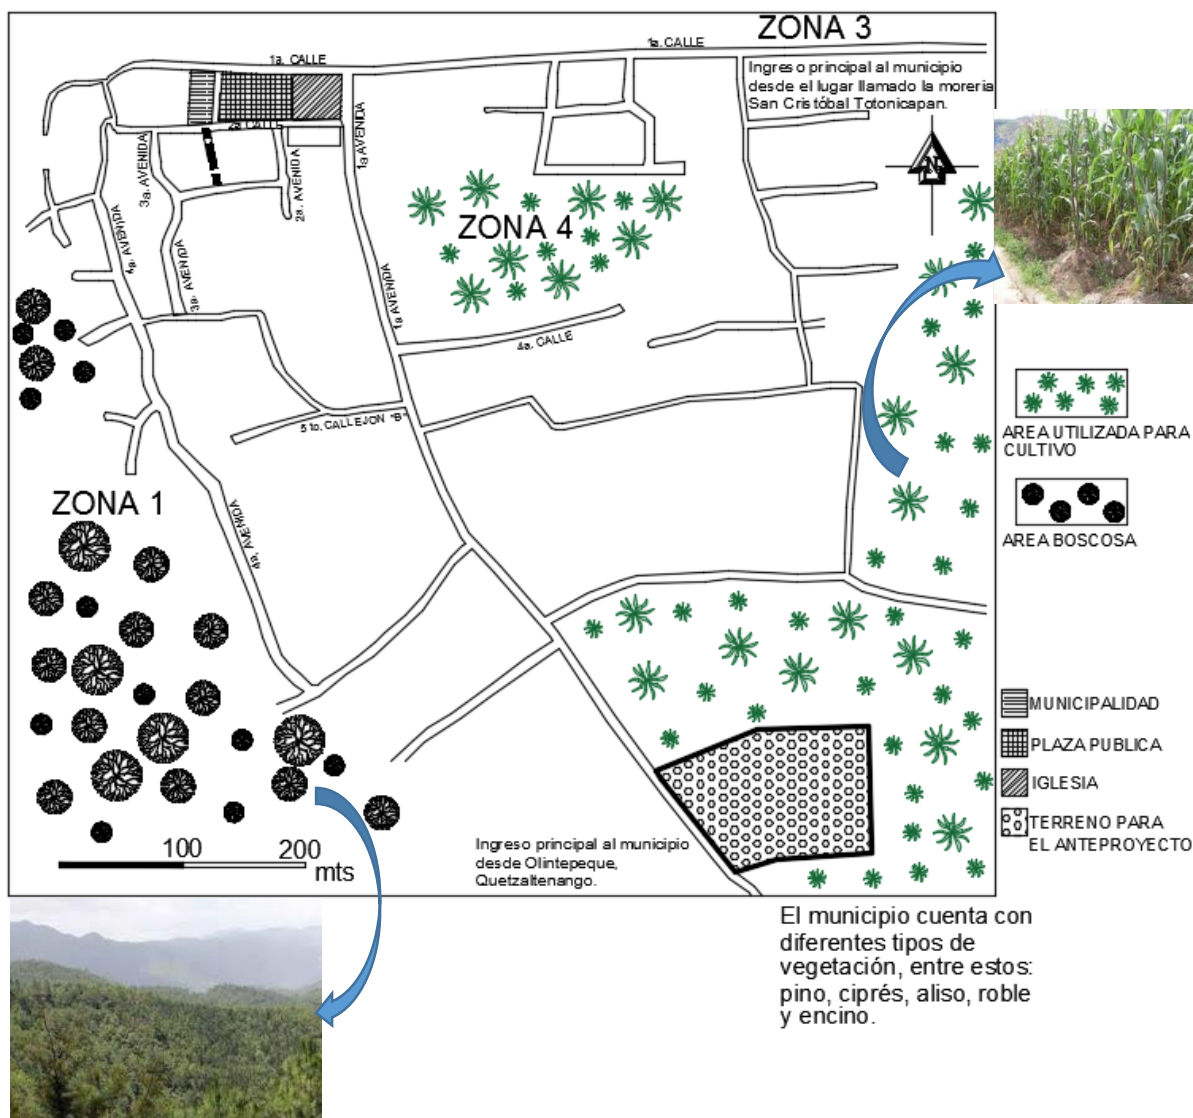 ZONA 3
1a. CALLE
1a. CALLE
Ingreso principal al municipio
desde el lugar llamado la moreria
San Cristóbal Totonicapan.
2a. CALLE
1a AVENIDA
3a. AVENIDA
2a. AVENIDA
N
ZONA 4
4a. AVENIDA
3a. AVENIDA
1a AVENIDA
4a. CALLE
5 to. CALLEJON "B"
AREA UTILIZADA PARA
CULTIVO
ZONA 1
4a. AVENIDA
AREA BOSCOSA
MUNICIPALIDAD
PLAZA PUBLICA
IGLESIA
TERRENO PARA
EL ANTEPROYECTO
Ingreso principal al municipio
desde Olintepeque,
Quetzaltenango.
100 200
mts
El municipio cuenta con
diferentes tipos de
vegetación, entre estos:
pino, ciprés, aliso, roble
y encino.